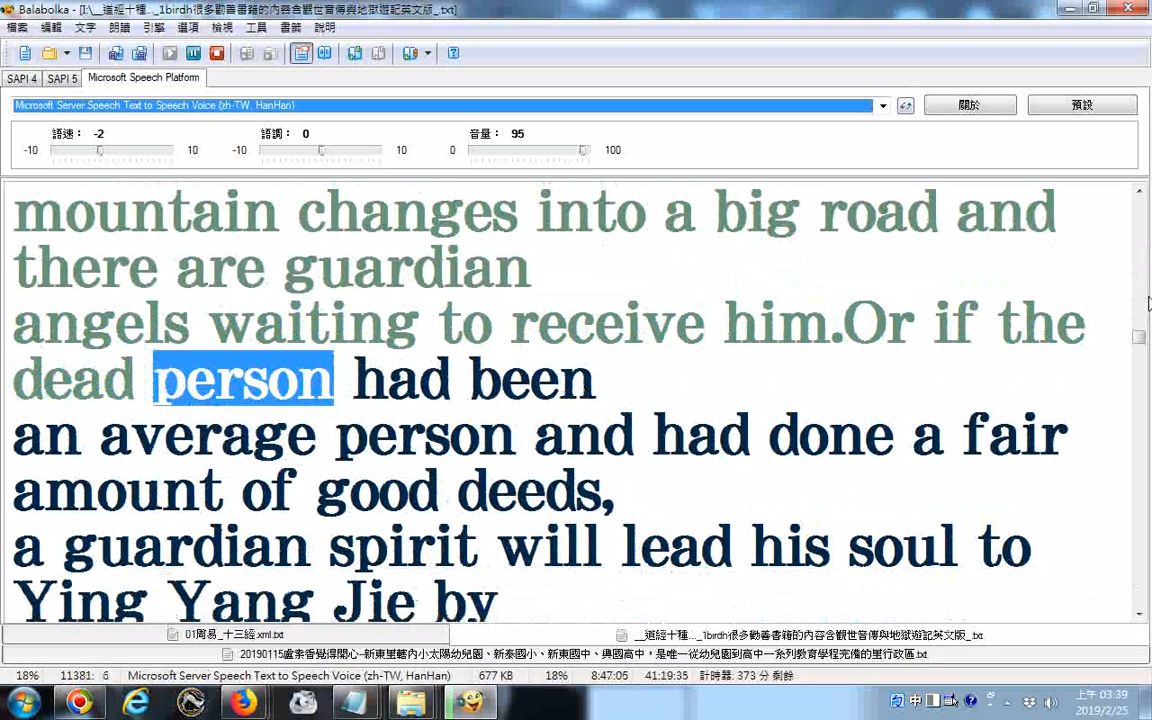 Balabolka - [I:\__道經十種..._1birdh很多勸善書籍的內容含觀世音傳與地獄遊記英文版_.txt]
檔案 編輯 文字 朗讀 引擎 選項 檢視 工具 書籤 說明
SAPI 4 SAPI 5 Microsoft Speech Platform
Microsoft Server Speech Text to Speech Voice (zh-TW, HanHan) 關於 預設
語速： -2 語調： 0 音量： 95
-10 10 -10 10 0 100
mountain changes into a big road and
there are guardian
angels waiting to receive him.Or if the
dead person had been
an average person and had done a fair
amount of good deeds,
a guardian spirit will lead his soul to
Ying Yang Jie by
01周易_十三經.xml.txt __道經十種..._1birdh很多勸善書籍的內容含觀世音傳與地獄遊記英文版_.txt
20190115盧素香覺得開心--新東里轄內小太陽幼兒園、新泰國小、新東國中、興國高中，是唯一從幼兒園到高中一系列教育學程完備的里行政區.txt
18% 11381: 6 Microsoft Server Speech Text to Speech Voice (zh-TW, HanHan) 677 KB 18% 8:47:06 41:19:35 計時器: 373 分 剩餘
中 上午 03:39
2019/2/25